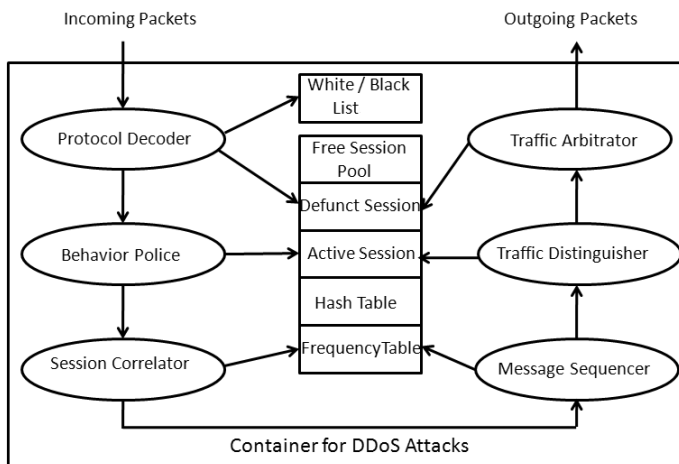 Incoming Packets
Outgoing Packets
White / Black
List
Protocol Decoder
Traffic Arbitrator
Free Session
Pool
Defunct Session
Behavior Police
Active Session
Traffic Distinguisher
Hash Table
Session Correlator
FrequencyTable
Message Sequencer
Container for DDoS Attacks